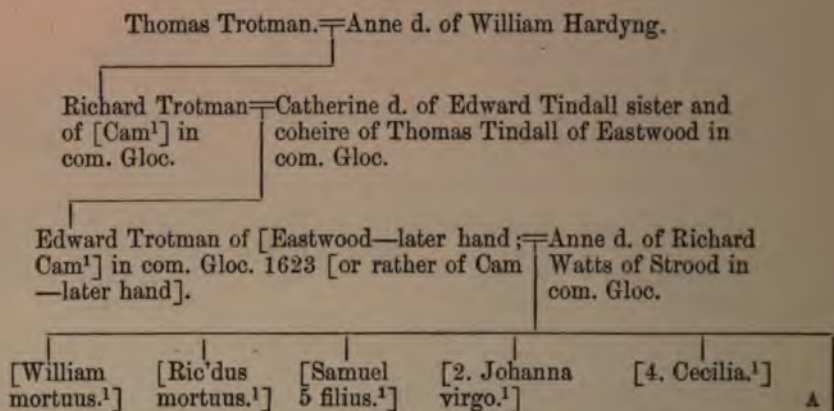 Thomas Trotman.=Anne d. of William Hardyng.
Richard Trotman=Catherine d. of Edward Tindall sister and
of [Cam¹] in coheire of Thomas Tindall of Eastwood in
com. Gloc. com. Gloc.
Edward Trotman of [Eastwood—later hand;=Anne d. of Richard
Cam¹] in com. Gloc. 1623 [or rather of Cam Watts of Strood in
—later hand]. com. Gloc.
[William [Ric'dus [Samuel [2. Johanna [4. Cecilia.¹]
mortuus.¹] mortuus.¹] 5 filius.¹] virgo.¹] A